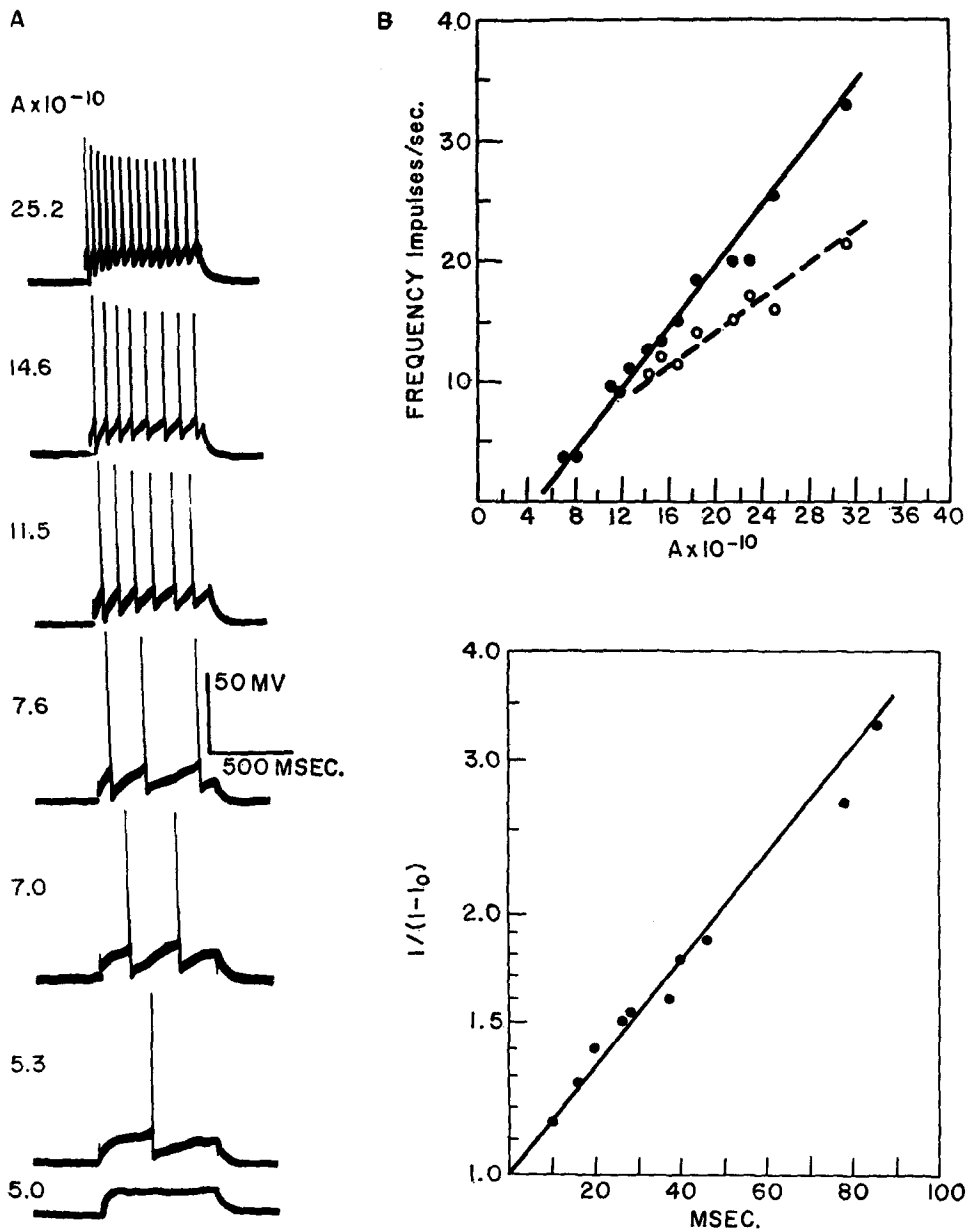 A
A x 10⁻¹⁰
25.2
14.6
11.5
7.6
50 MV
500 MSEC.
7.0
5.3
5.0
B
FREQUENCY Impulses/sec.
4.0
30
20
10
0
0 4 8 12 16 20 24 28 32 36 40
A x 10⁻¹⁰
I/(I-I₀)
4.0
3.0
2.0
1.5
1.0
20 40 60 80 100
MSEC.